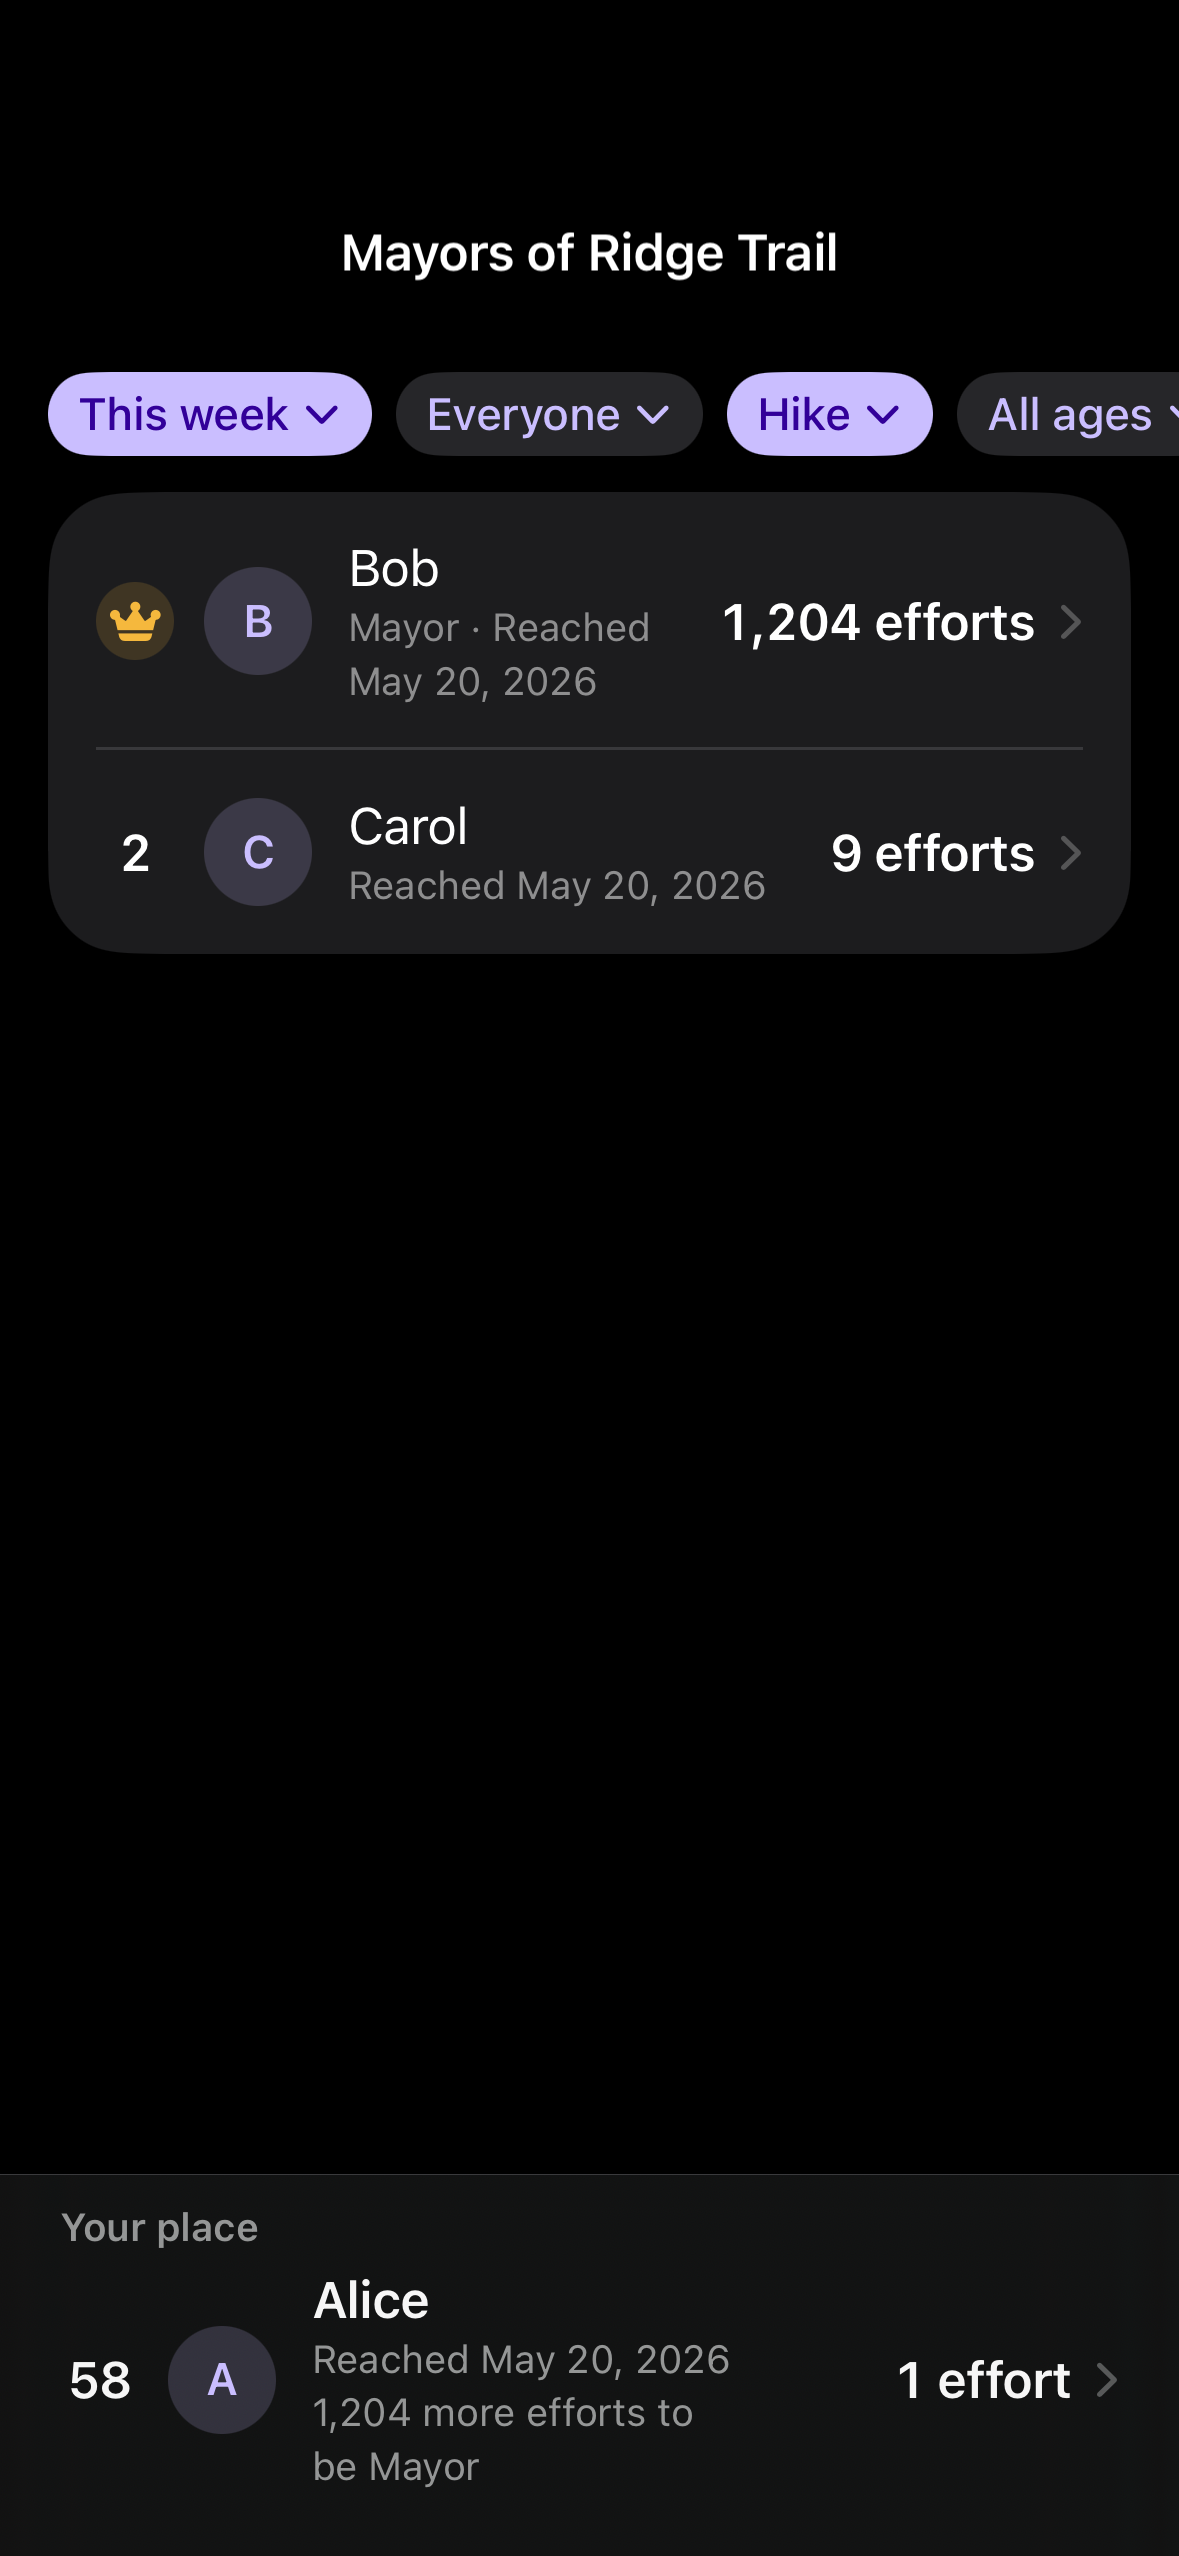 Mayors of Ridge Trail
This week
Everyone
Hike
All ages
B
Bob
Mayor · Reached
May 20, 2026
1,204 efforts
2
C
Carol
Reached May 20, 2026
9 efforts
Your place
58
A
Alice
Reached May 20, 2026
1,204 more efforts to
be Mayor
1 effort